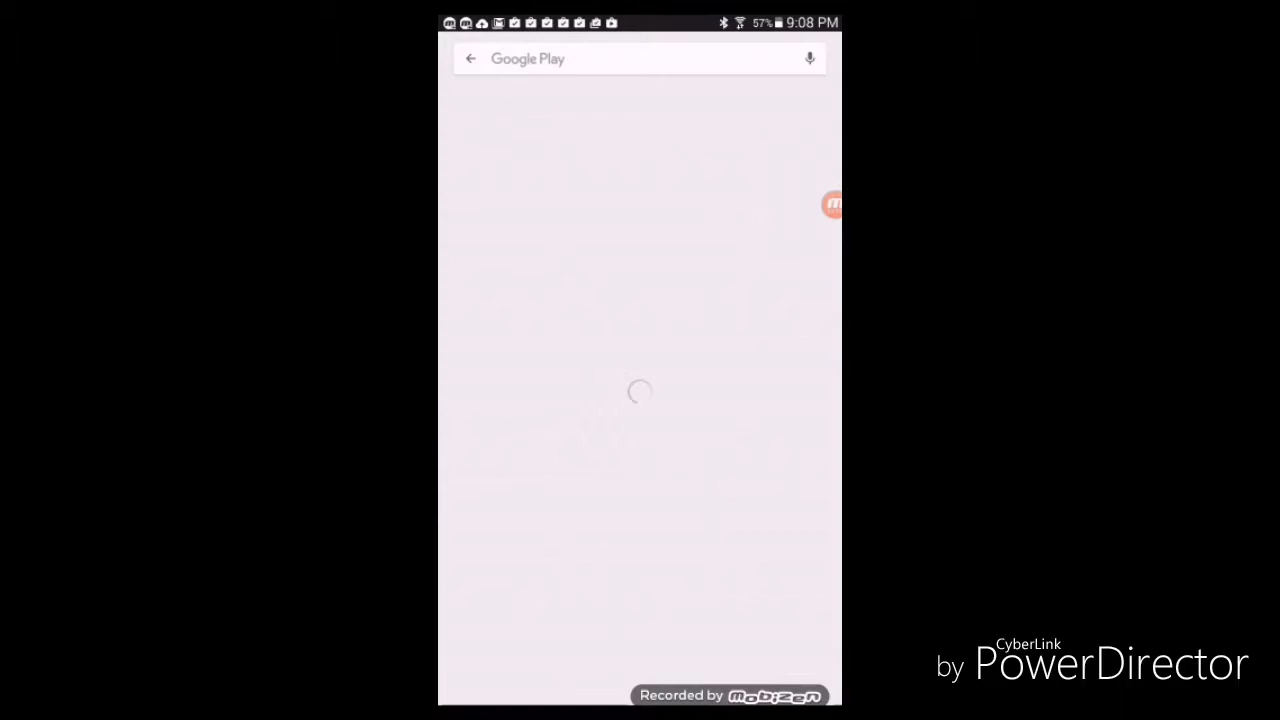 57% 9:08 PM
Google Play
Recorded by mobizen
CyberLink
by PowerDirector